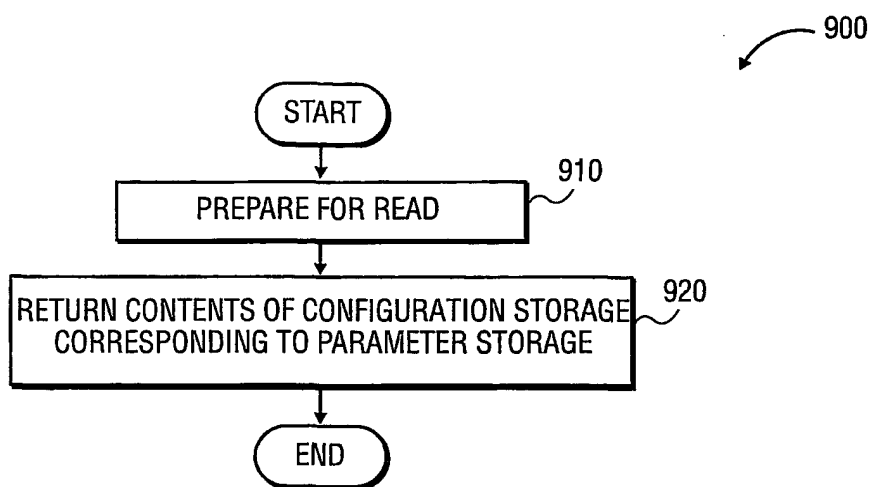 900
START
910
PREPARE FOR READ
920
RETURN CONTENTS OF CONFIGURATION STORAGE
CORRESPONDING TO PARAMETER STORAGE
END